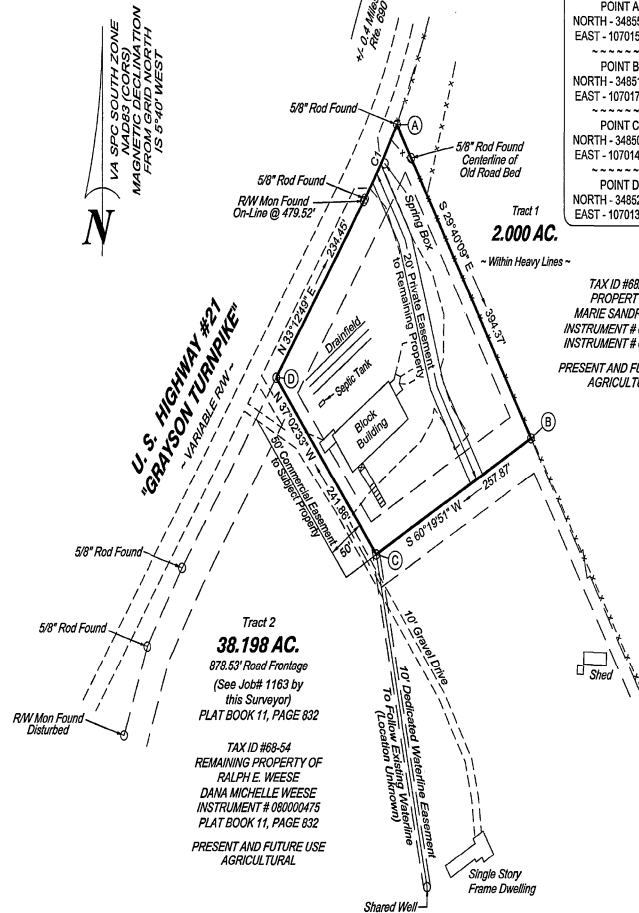 +/- 0.4 Miles
Rte. 690
VA SPC SOUTH ZONE
NAD83 (CORS)
MAGNETIC DECLINATION
FROM GRID NORTH
IS 5°40' WEST
N
POINT A
NORTH - 3485
EAST - 107015
~ ~ ~ ~ ~ ~
POINT B
NORTH - 34851
EAST - 107017
~ ~ ~ ~ ~ ~
POINT C
NORTH - 34850
EAST - 107014
~ ~ ~ ~ ~ ~
POINT D
NORTH - 34852
EAST - 107013
5/8" Rod Found
A
5/8" Rod Found
Centerline of
Old Road Bed
C1
5/8" Rod Found
R/W Mon Found
On-Line @ 479.52'
Spring Box
S 29°40'09" E
394.37'
Tract 1
2.000 AC.
~ Within Heavy Lines ~
N 33°12'49" E
234.45'
20' Private Easement
to Remaining Property
TAX ID #68
PROPERT
MARIE SANDR
INSTRUMENT #
INSTRUMENT #
PRESENT AND FU
AGRICULTU
U. S. HIGHWAY #21
"GRAYSON TURNPIKE"
~ VARIABLE R/W ~
Drainfield
Septic Tank
D
Block
Building
B
N 37°02'33" W
241.86'
50' Commercial Easement
to Subject Property
50'
S 60°19'51" W
257.87'
C
5/8" Rod Found
5/8" Rod Found
R/W Mon Found
Disturbed
Tract 2
38.198 AC.
878.53' Road Frontage
(See Job# 1163 by
this Surveyor)
PLAT BOOK 11, PAGE 832
TAX ID #68-54
REMAINING PROPERTY OF
RALPH E. WEESE
DANA MICHELLE WEESE
INSTRUMENT # 080000475
PLAT BOOK 11, PAGE 832
PRESENT AND FUTURE USE
AGRICULTURAL
10' Gravel Drive
10' Dedicated Waterline Easement
To Follow Existing Waterline
(Location Unknown)
Shed
Single Story
Frame Dwelling
Shared Well